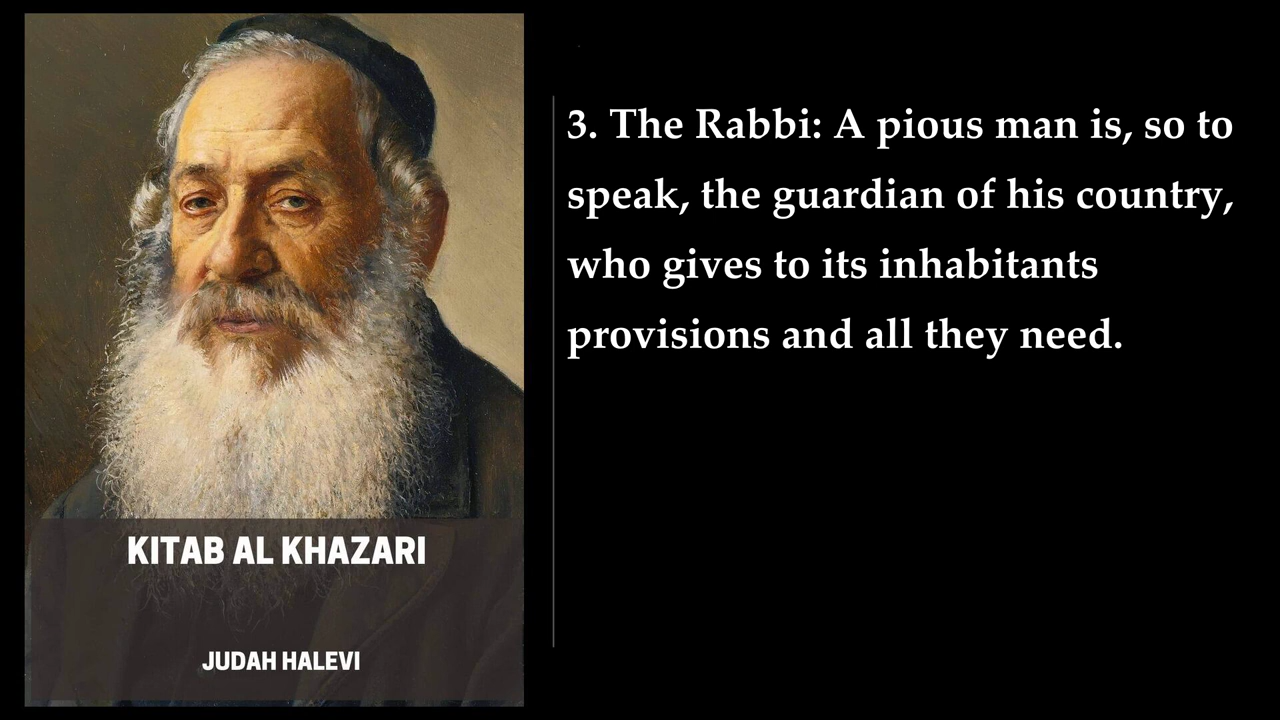 KITAB AL KHAZARI
JUDAH HALEVI
3. The Rabbi: A pious man is, so to
speak, the guardian of his country,
who gives to its inhabitants
provisions and all they need.